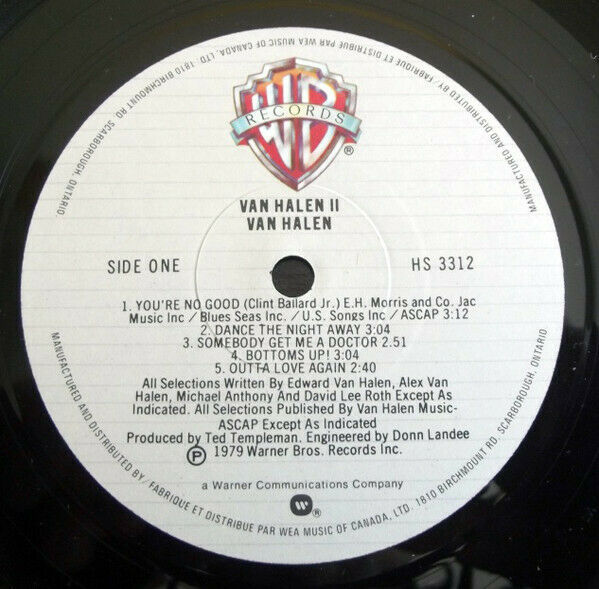 WB
RECORDS
®
VAN HALEN II
VAN HALEN
SIDE ONE
HS 3312
1. YOU'RE NO GOOD (Clint Bailard Jr.) E.H. Morris and Co. Jac
Music Inc / Blues Seas Inc. / U.S. Songs Inc / ASCAP 3:12
2. DANCE THE NIGHT AWAY 3:04
3. SOMEBODY GET ME A DOCTOR 2.51
4. BOTTOMS UP! 3:04
5. OUTTA LOVE AGAIN 2:40
All Selections Written By Edward Van Halen, Alex Van
Halen, Michael Anthony And David Lee Roth Except As
Indicated. All Selections Published By Van Halen Music-
ASCAP Except As Indicated
Produced by Ted Templeman. Engineered by Donn Landee
Ⓟ 1979 Warner Bros. Records Inc.
a Warner Communications Company
®
MANUFACTURED AND DISTRIBUTED BY / FABRIQUE ET DISTRIBUE PAR WEA MUSIC OF CANADA, LTD. 1810 BIRCHMOUNT RD. SCARBOROUGH, ONTARIO
MANUFACTURED AND DISTRIBUTED BY / FABRIQUE ET DISTRIBUE PAR WEA MUSIC OF CANADA, LTD. 1810 BIRCHMOUNT RD. SCARBOROUGH, ONTARIO